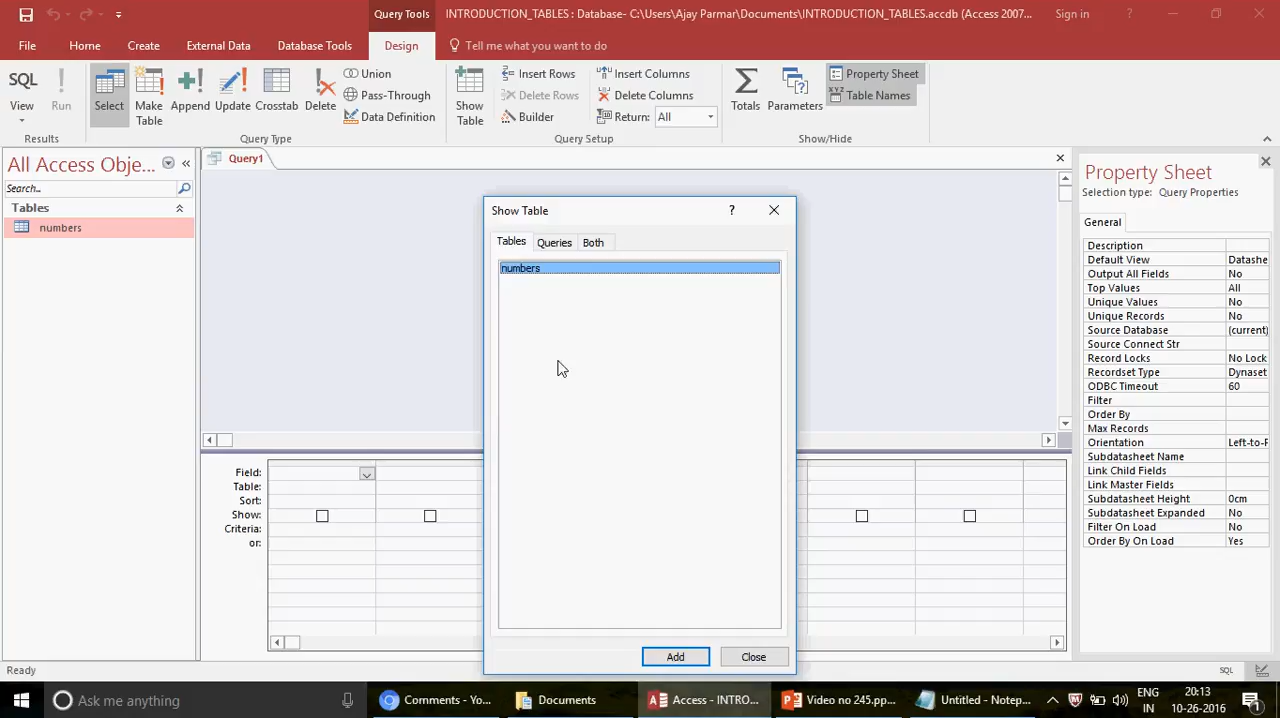 Query Tools
INTRODUCTION_TABLES : Database- C:\Users\Ajay Parmar\Documents\INTRODUCTION_TABLES.accdb (Access 2007...
Sign in
?
File
Home
Create
External Data
Database Tools
Design
Tell me what you want to do
SQL
View
Run
Results
Select
Make
Table
Append
Update
Crosstab
Delete
Union
Pass-Through
Data Definition
Query Type
Show
Table
Insert Rows
Delete Rows
Builder
Insert Columns
Delete Columns
Return: All
Query Setup
Totals
Parameters
Property Sheet
XYZ
Table Names
Show/Hide
All Access Obje...
Search...
Tables
numbers
Query1
Show Table
?
Tables
Queries
Both
numbers
Add
Close
Field:
Table:
Sort:
Show:
Criteria:
or:
Property Sheet
Selection type: Query Properties
General
Description
Default View Datashe
Output All Fields No
Top Values All
Unique Values No
Unique Records No
Source Database (current)
Source Connect Str
Record Locks No Lock
Recordset Type Dynaset
ODBC Timeout 60
Filter
Order By
Max Records
Orientation Left-to-F
Subdatasheet Name
Link Child Fields
Link Master Fields
Subdatasheet Height 0cm
Subdatasheet Expanded No
Filter On Load No
Order By On Load Yes
Ready
SQL
Ask me anything
Comments - Yo...
Documents
Access - INTRO...
Video no 245.pp...
Untitled - Notep...
ENG
IN
20:13
10-26-2016
1